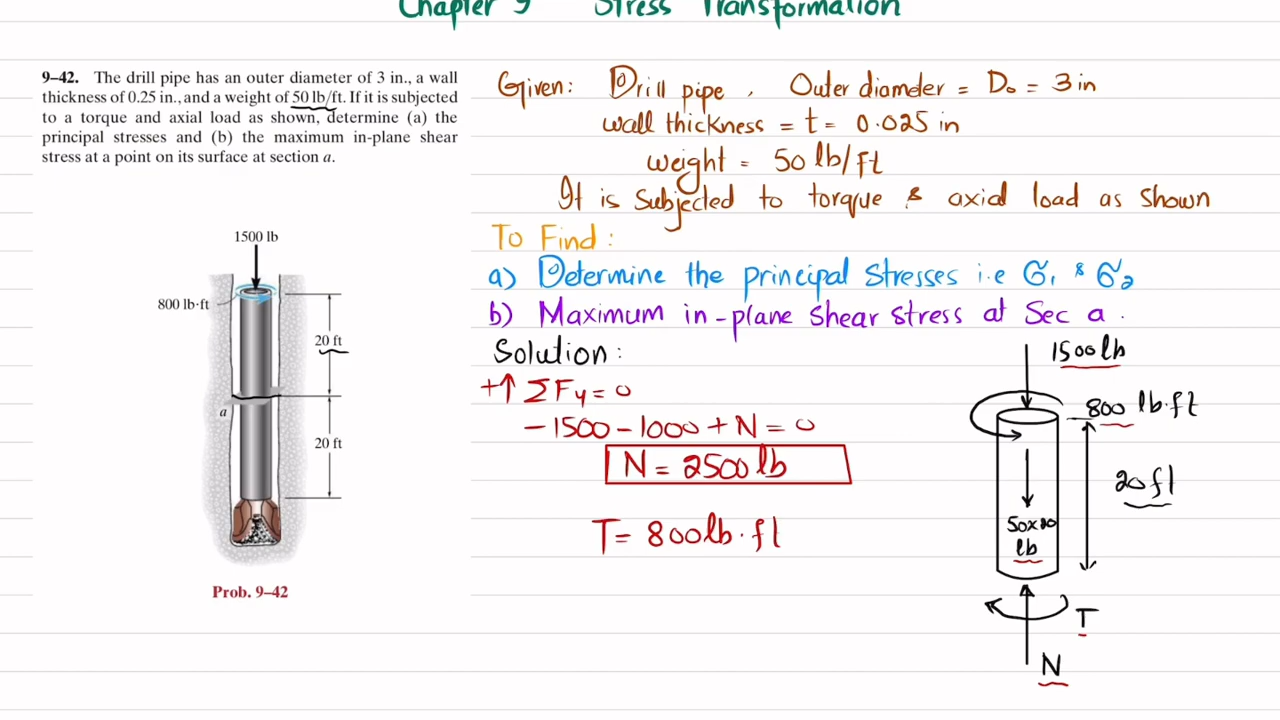 Chapter 9 Stress Transformation
9–42. The drill pipe has an outer diameter of 3 in., a wall
thickness of 0.25 in., and a weight of 50 lb/ft. If it is subjected
to a torque and axial load as shown, determine (a) the
principal stresses and (b) the maximum in-plane shear
stress at a point on its surface at section a.
1500 lb
800 lb·ft
20 ft
a
20 ft
Prob. 9–42
Given: Drill pipe, Outer diameter = Do = 3 in
wall thickness = t = 0.025 in
weight = 50 lb/ft
It is subjected to torque & axial load as shown
To Find:
a) Determine the principal stresses i.e σ1 & σ2
b) Maximum in-plane shear stress at Sec a.
Solution:
+↑ ΣFy = 0
-1500 - 1000 + N = 0
N = 2500 lb
T = 800 lb·ft
1500 lb
800 lb·ft
20 ft
lb
T
N